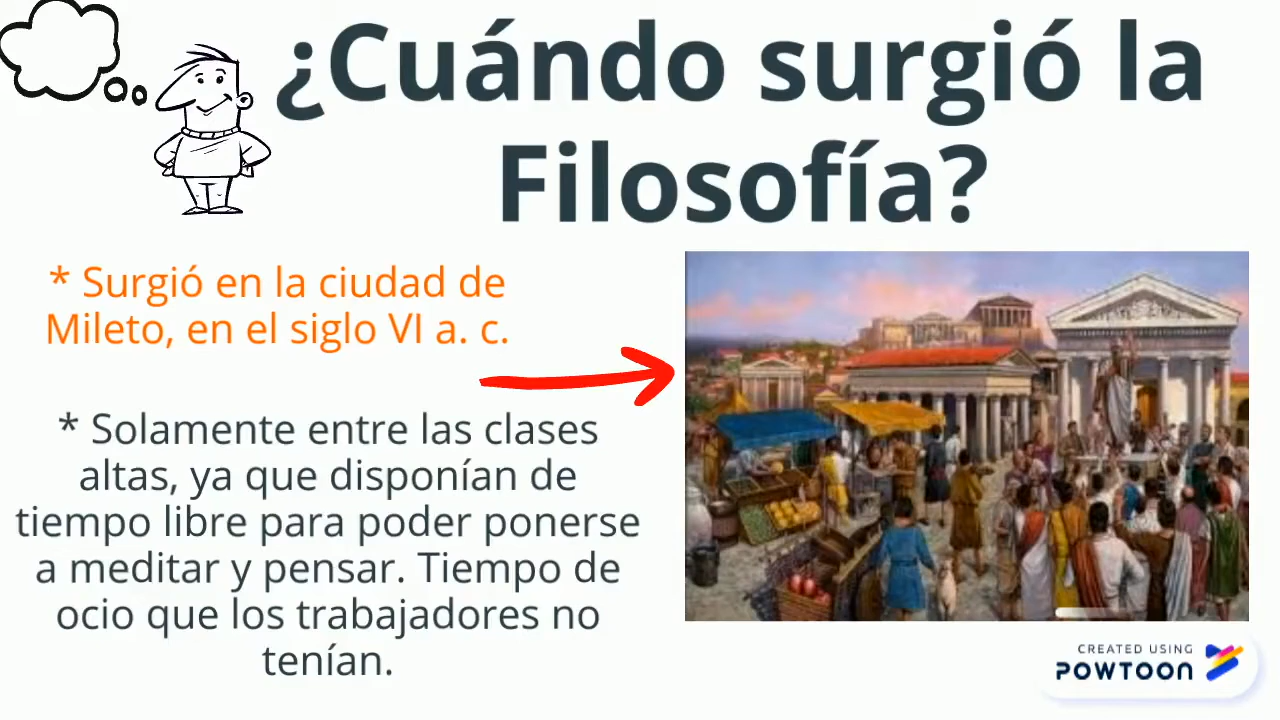 ¿Cuándo surgió la
Filosofía?
* Surgió en la ciudad de
Mileto, en el siglo VI a. c.
* Solamente entre las clases
altas, ya que disponían de
tiempo libre para poder ponerse
a meditar y pensar. Tiempo de
ocio que los trabajadores no
tenían.
CREATED USING
POWTOON